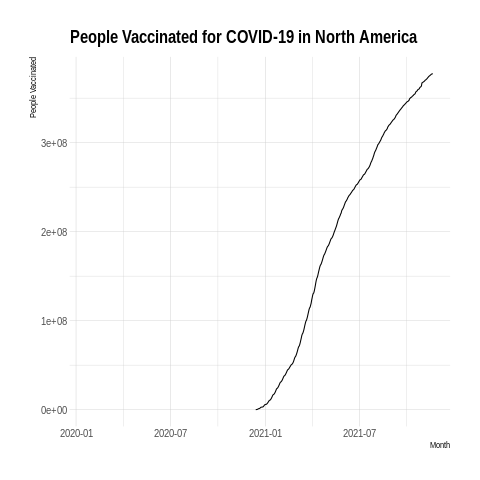 People Vaccinated for COVID-19 in North America
People Vaccinated
3e+08
2e+08
1e+08
0e+00
2020-01 2020-07 2021-01 2021-07
Month